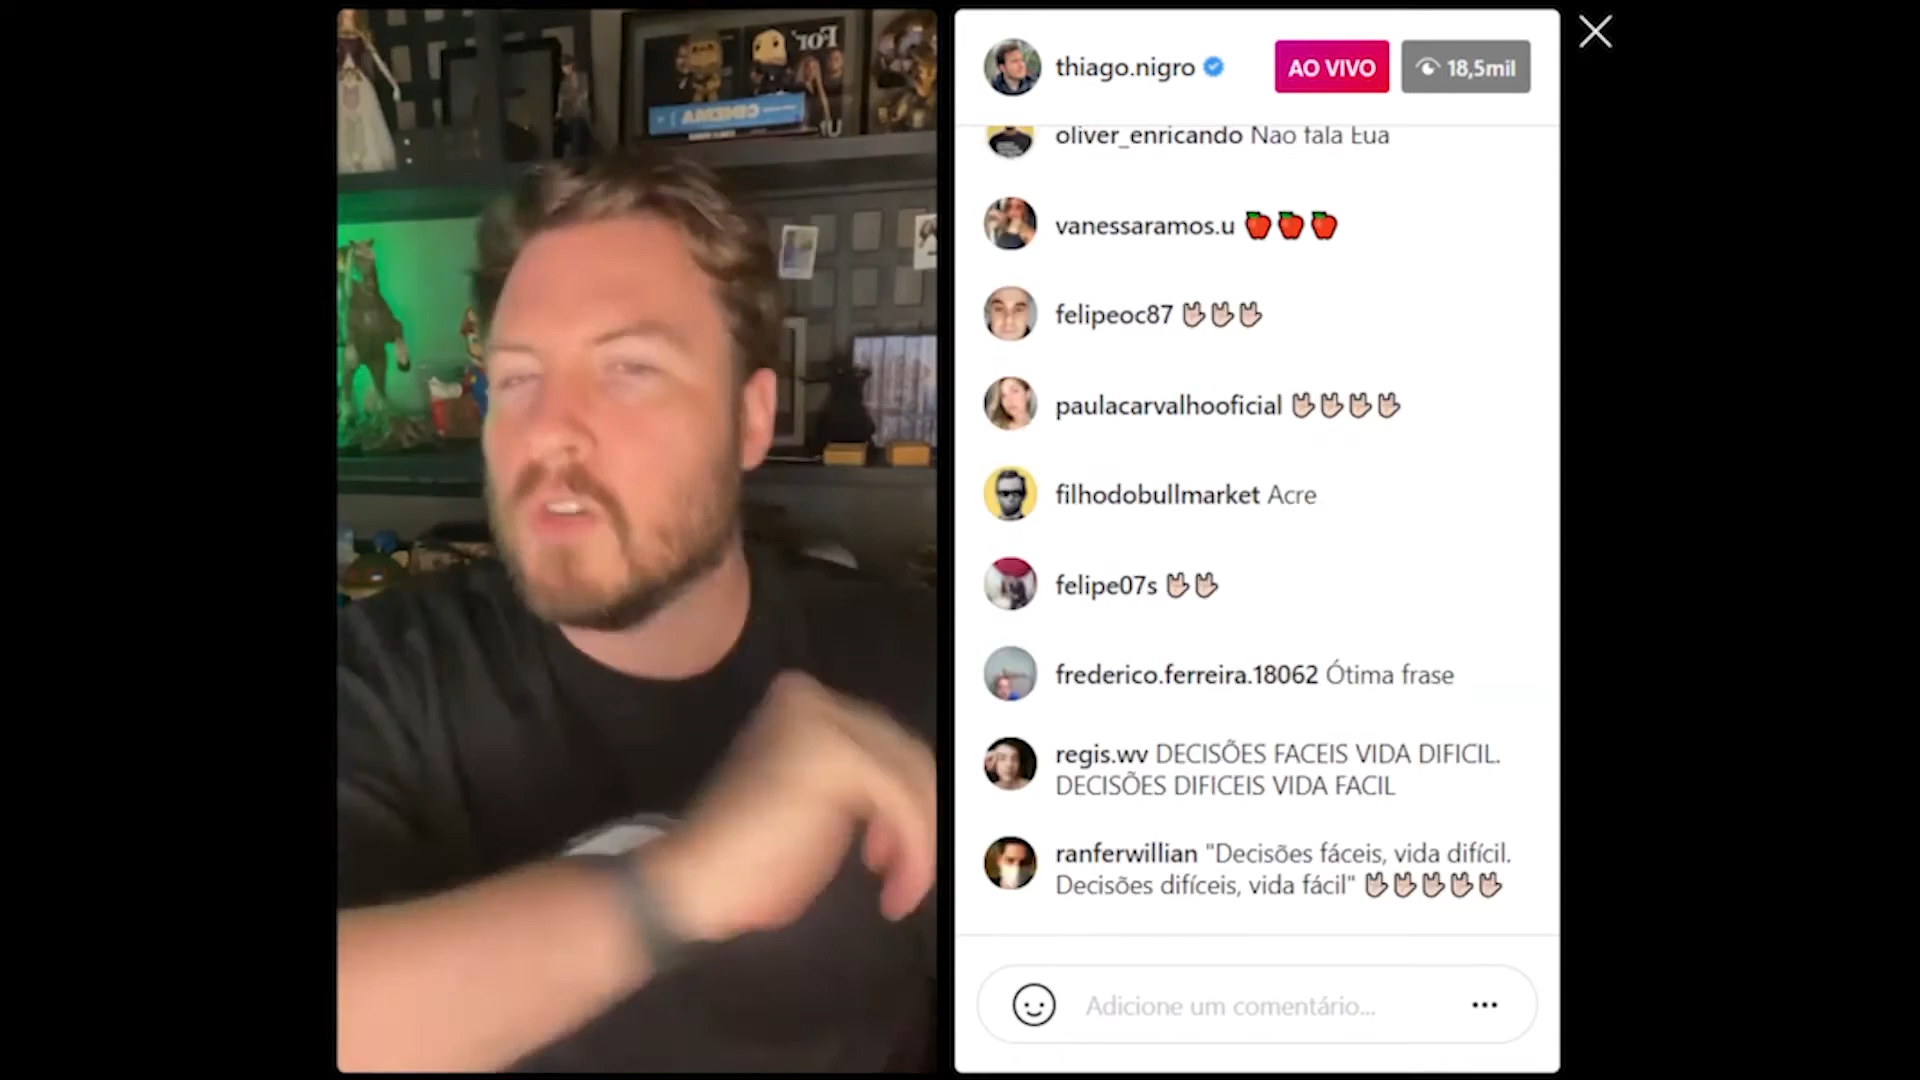 thiago.nigro
AO VIVO
18,5mil
oliver_enricando Nao fala Eua
vanessaramos.u 🍎🍎🍎
felipeoc87
paulacarvalhooficial
filhodobullmarket Acre
felipe07s
frederico.ferreira.18062 Ótima frase
regis.wv DECISÕES FACEIS VIDA DIFICIL.
DECISÕES DIFICEIS VIDA FACIL
ranferwillian "Decisões fáceis, vida difícil.
Decisões difíceis, vida fácil"
Adicione um comentário...
For
CINEMA